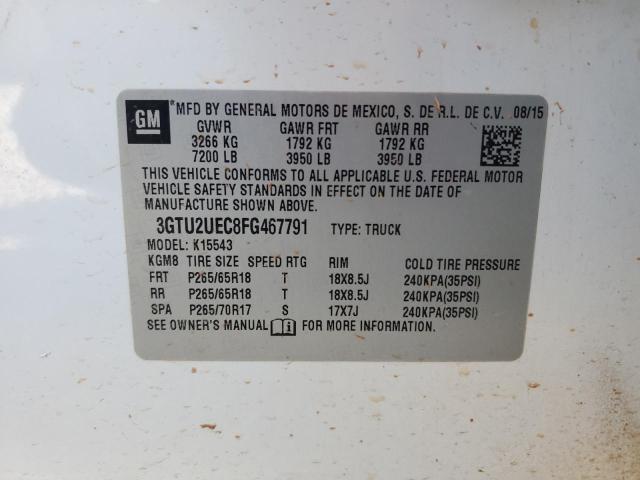 GM
*MFD BY GENERAL MOTORS DE MEXICO, S. DE R.L. DE C.V. 08/15
GVWR GAWR FRT GAWR RR
3266 KG 1792 KG 1792 KG
7200 LB 3950 LB 3950 LB
THIS VEHICLE CONFORMS TO ALL APPLICABLE U.S. FEDERAL MOTOR
VEHICLE SAFETY STANDARDS IN EFFECT ON THE DATE OF
MANUFACTURE SHOWN ABOVE.
3GTU2UEC8FG467791 TYPE: TRUCK
MODEL: K15543
KGM8 TIRE SIZE SPEED RTG RIM COLD TIRE PRESSURE
FRT P265/65R18 T 18X8.5J 240KPA(35PSI)
RR P265/65R18 T 18X8.5J 240KPA(35PSI)
SPA P265/70R17 S 17X7J 240KPA(35PSI)
SEE OWNER'S MANUAL FOR MORE INFORMATION.